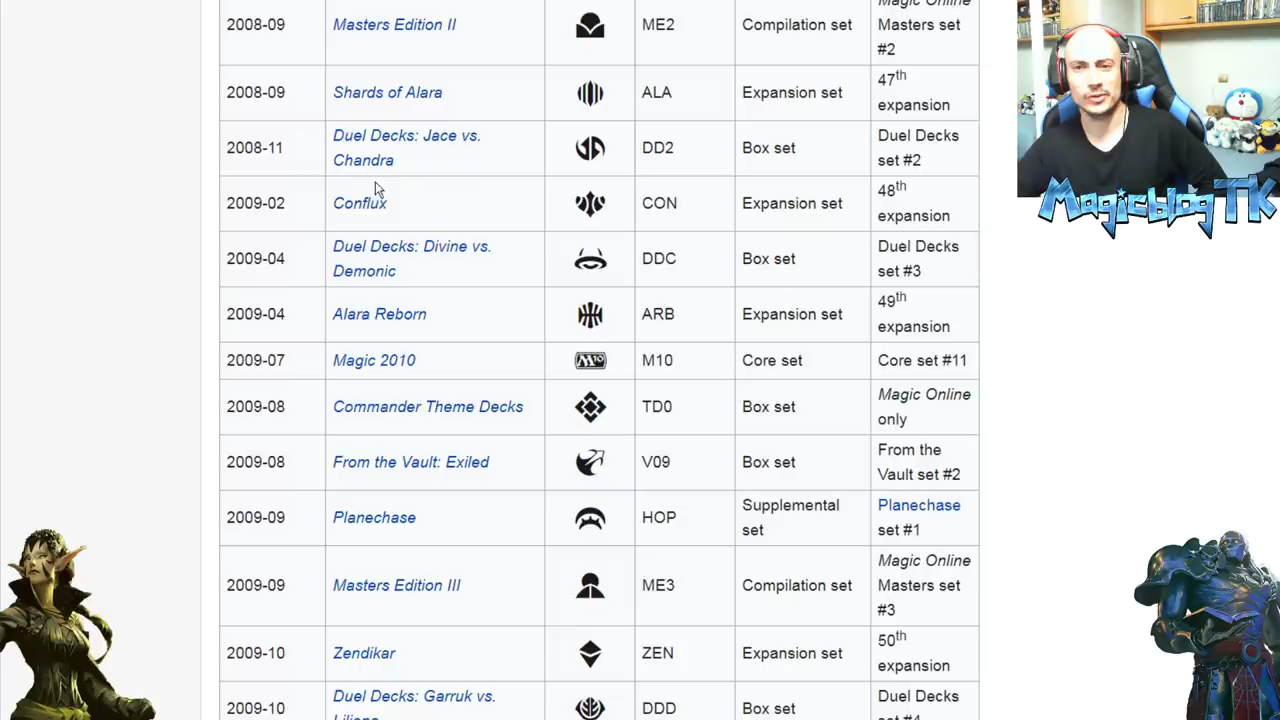 Magic Online
2008-09 Masters Edition II ME2 Compilation set Masters set
#2
2008-09 Shards of Alara ALA Expansion set 47th
expansion
2008-11 Duel Decks: Jace vs. DD2 Box set Duel Decks
Chandra set #2
2009-02 Conflux CON Expansion set 48th
expansion
2009-04 Duel Decks: Divine vs. DDC Box set Duel Decks
Demonic set #3
2009-04 Alara Reborn ARB Expansion set 49th
expansion
2009-07 Magic 2010 M10 M10 Core set Core set #11
2009-08 Commander Theme Decks TD0 Box set Magic Online
only
2009-08 From the Vault: Exiled V09 Box set From the
Vault set #2
2009-09 Planechase HOP Supplemental Planechase
set set #1
2009-09 Masters Edition III ME3 Compilation set Magic Online
Masters set
#3
2009-10 Zendikar ZEN Expansion set 50th
expansion
2009-10 Duel Decks: Garruk vs. DDD Box set Duel Decks
Liliana set #4
MagicblogTK